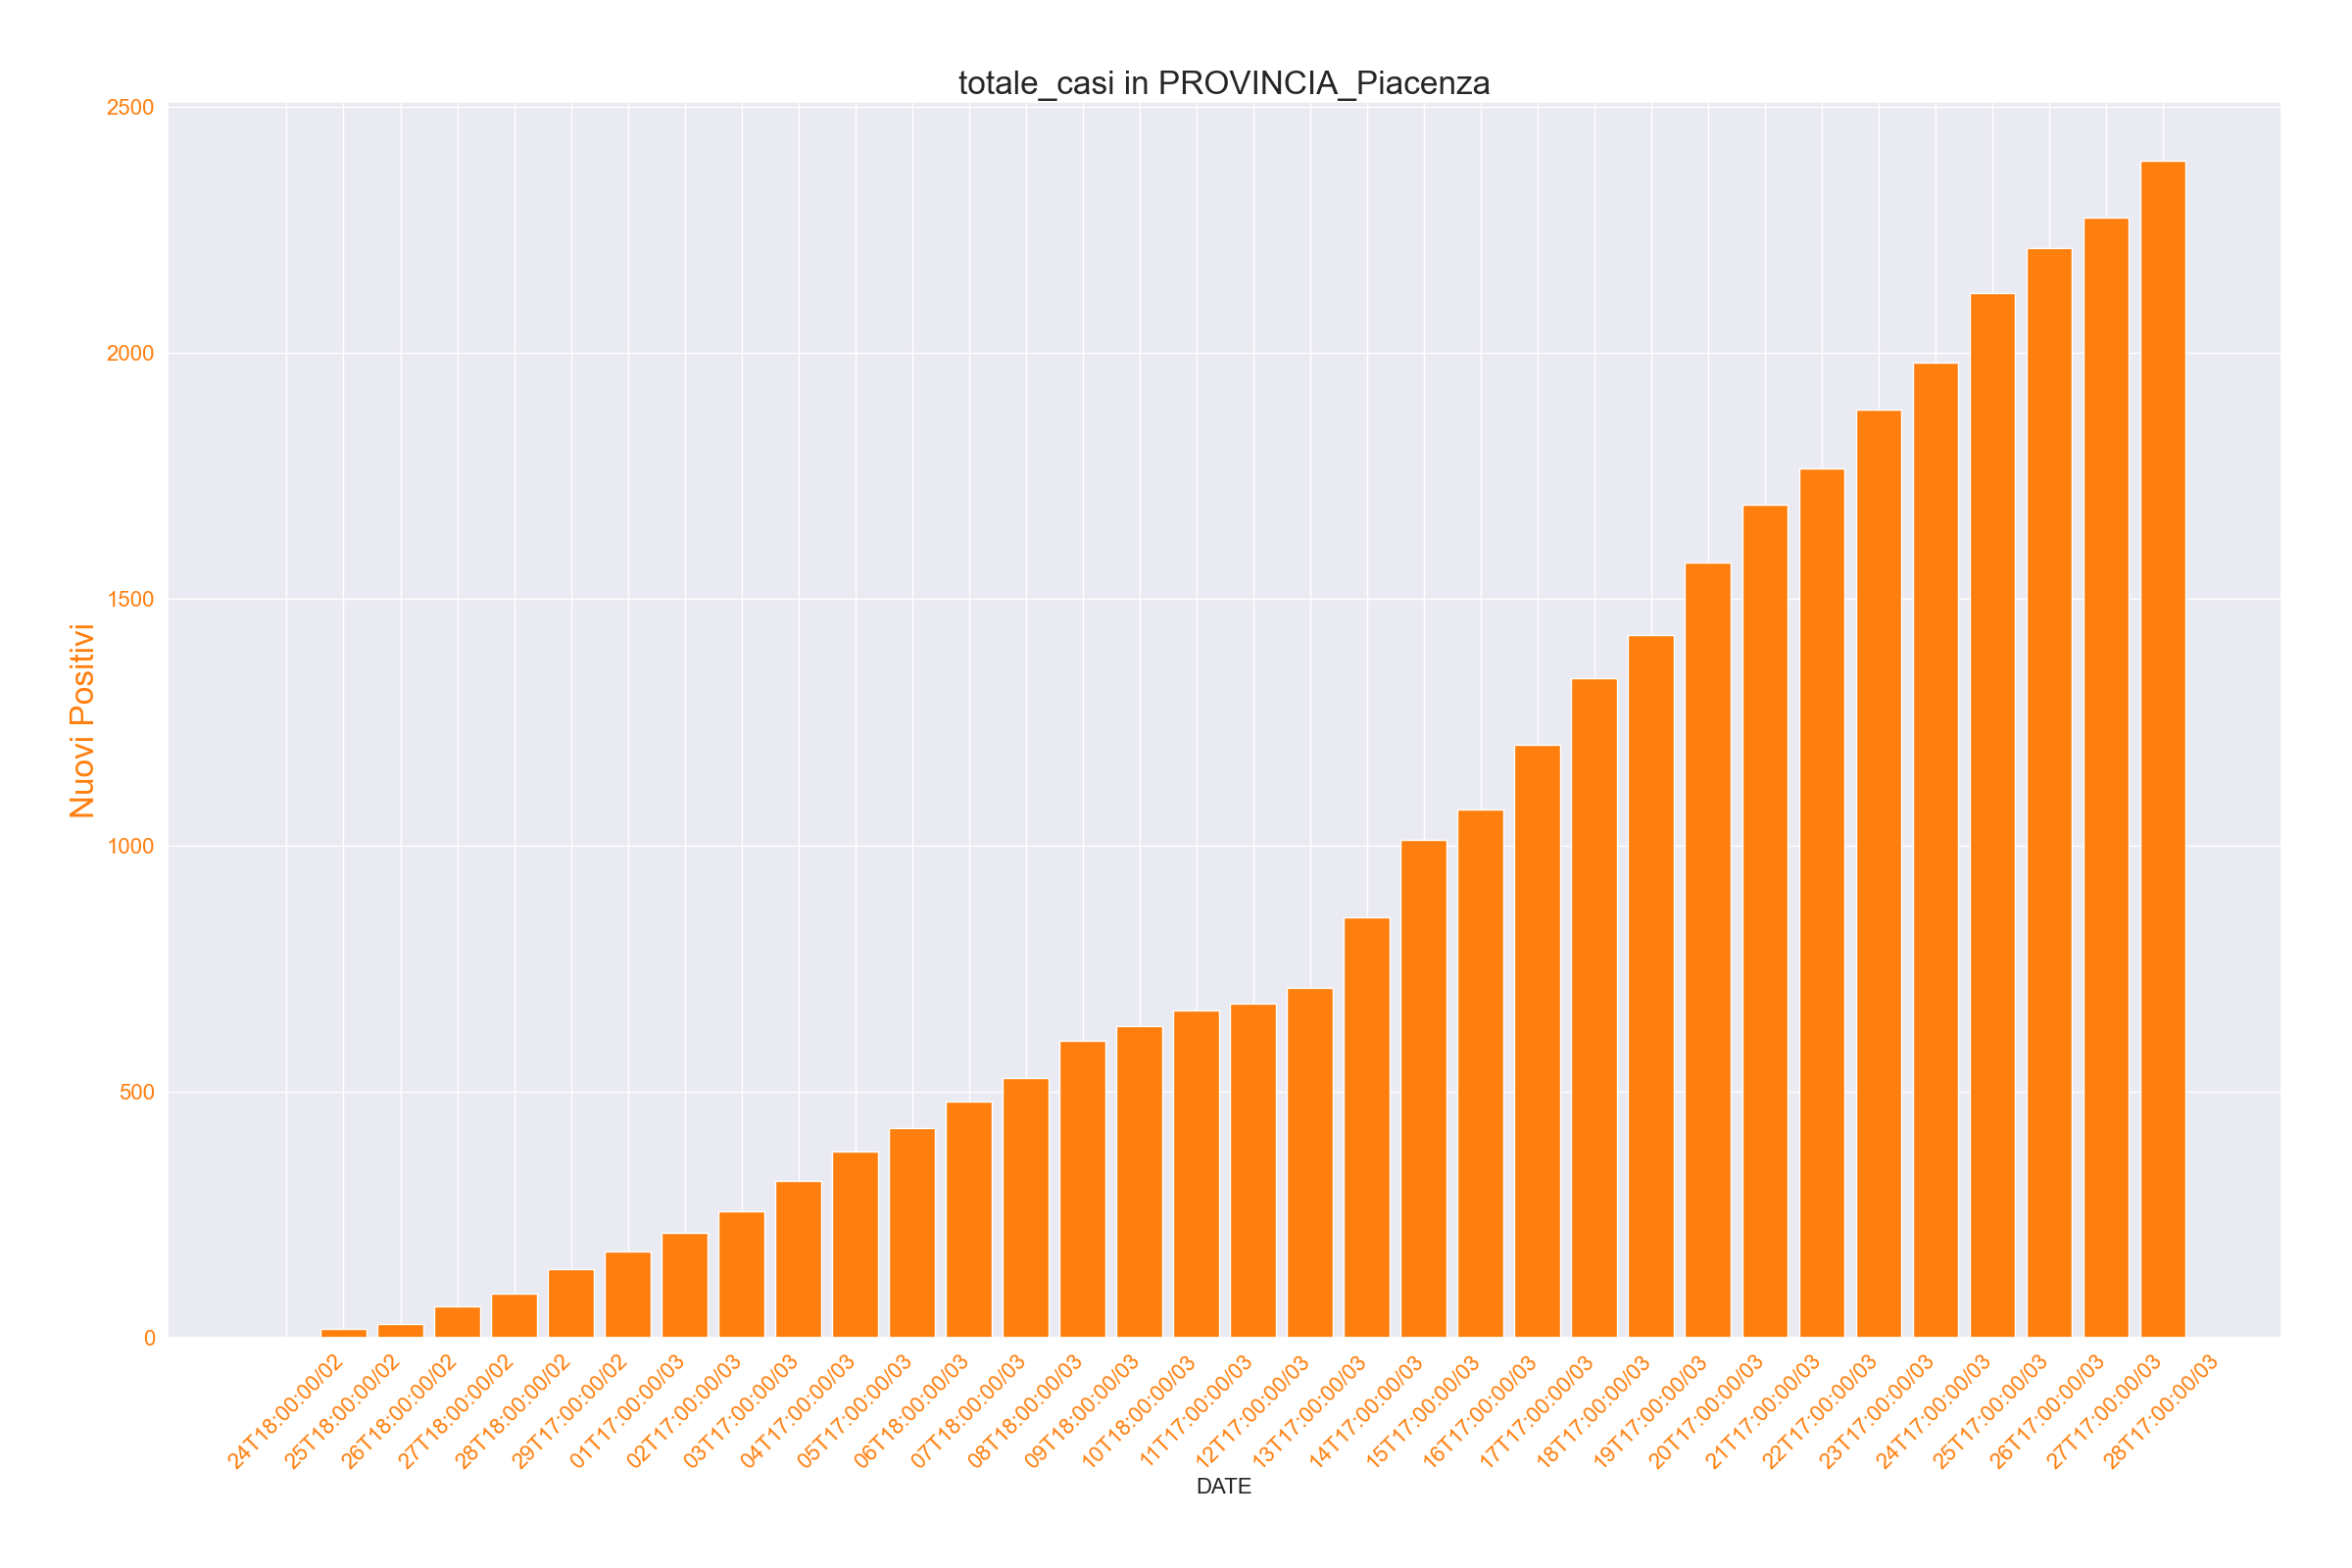 totale_casi in PROVINCIA_Piacenza
2500
2000
1500
1000
500
0
Nuovi Positivi
24T18:00:00/02
25T18:00:00/02
26T18:00:00/02
27T18:00:00/02
28T18:00:00/02
29T17:00:00/02
01T17:00:00/03
02T17:00:00/03
03T17:00:00/03
04T17:00:00/03
05T17:00:00/03
06T18:00:00/03
07T18:00:00/03
08T18:00:00/03
09T18:00:00/03
10T18:00:00/03
11T17:00:00/03
12T17:00:00/03
13T17:00:00/03
14T17:00:00/03
15T17:00:00/03
16T17:00:00/03
17T17:00:00/03
18T17:00:00/03
19T17:00:00/03
20T17:00:00/03
21T17:00:00/03
22T17:00:00/03
23T17:00:00/03
24T17:00:00/03
25T17:00:00/03
26T17:00:00/03
27T17:00:00/03
28T17:00:00/03
DATE